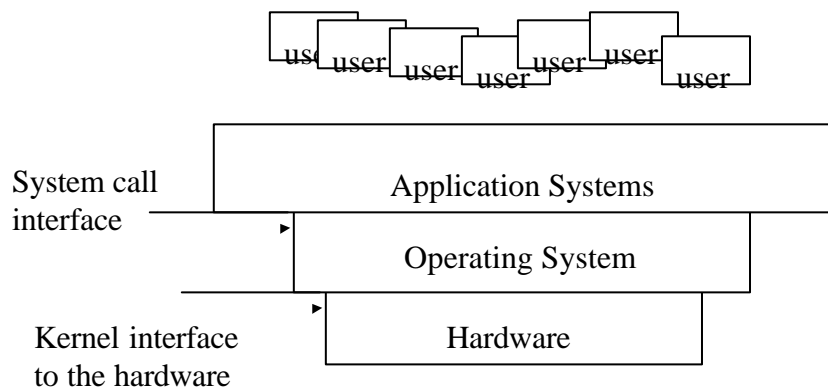 user
user
user
user
user
user
user
System call
interface
Application Systems
Operating System
Kernel interface
to the hardware
Hardware